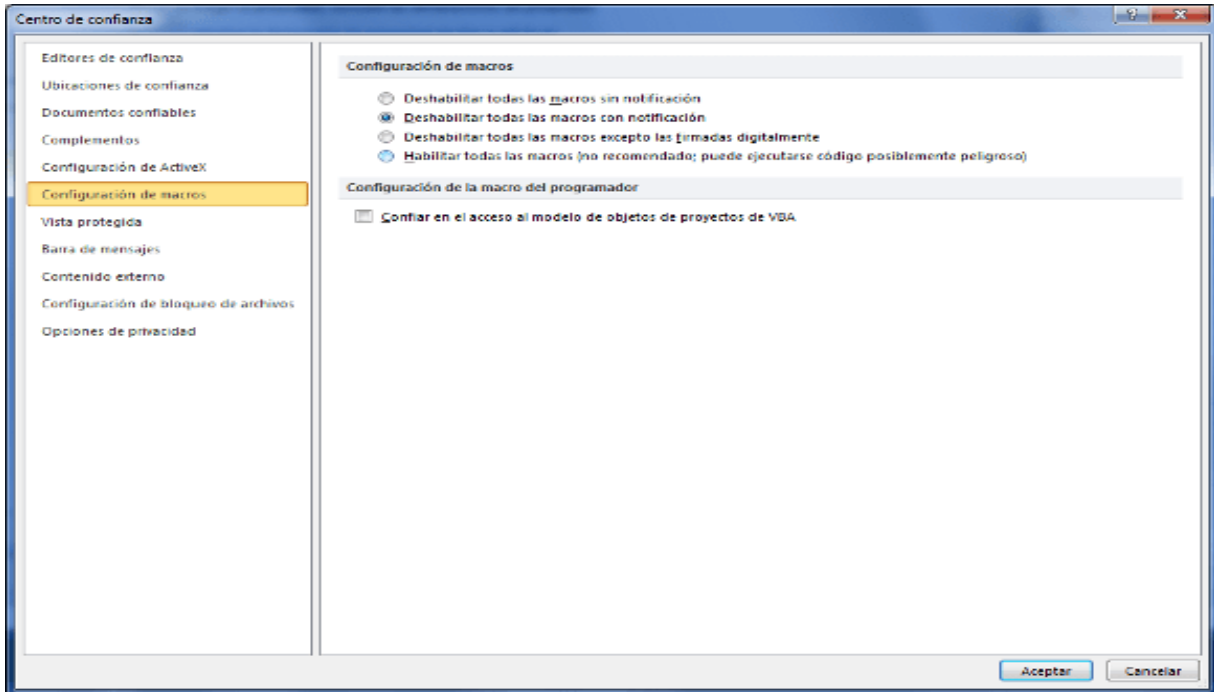 Centro de confianza
Editores de confianza
Ubicaciones de confianza
Documentos confiables
Complementos
Configuración de ActiveX
Configuración de macros
Vista protegida
Barra de mensajes
Contenido externo
Configuración de bloqueo de archivos
Opciones de privacidad
Configuración de macros
Deshabilitar todas las macros sin notificación
Deshabilitar todas las macros con notificación
Deshabilitar todas las macros excepto las firmadas digitalmente
Habilitar todas las macros (no recomendado; puede ejecutarse código posiblemente peligroso)
Configuración de la macro del programador
Confiar en el acceso al modelo de objetos de proyectos de VBA
Aceptar
Cancelar